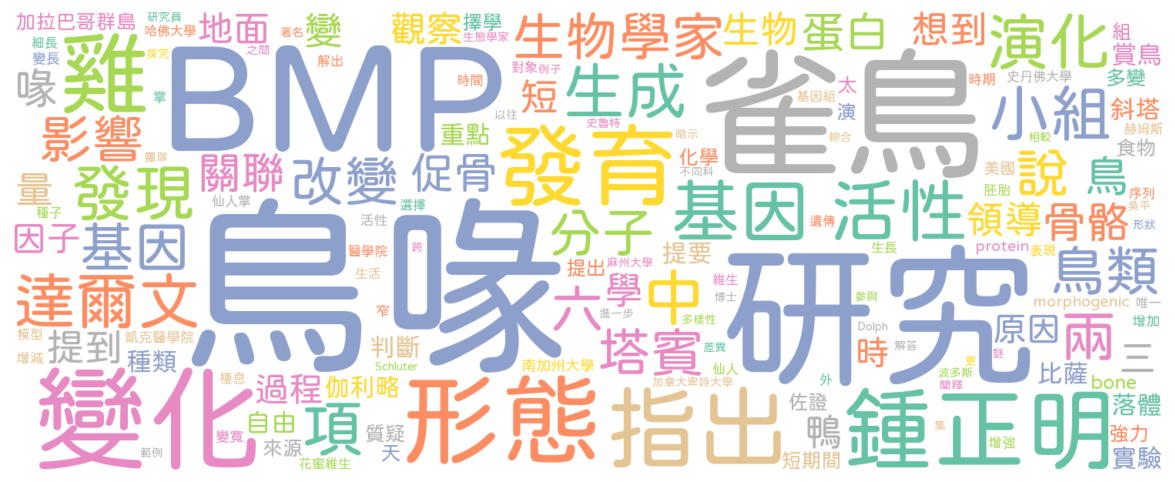 加拉巴哥群島
研究員
哈佛大學
地面
著名
之間
變
解出
觀察
擇學
生態學家
生物學家
生物
蛋白
想到
演化
組
賞鳥
細長
變長
探究
喙
雞
掌
BMP
時間
對象
例子
短
生成
雀鳥
太
演
基因組
時期
史丹佛大學
多變
小組
斜塔
赫姆斯
相較
食物
影響
團隊
重點
以往
史魯特
暗示
綜合
化學
不同科
美國
說
鳥
序列
吳平
量
種子
發現
關聯
仙人掌
改變
促骨
選擇
發育
基因
活性
遺傳
胚胎
領導
骨骼
形狀
因子
基因
鳥喙
活性
跨
醫學院
生活
窄
分子
提出
提要
麻州大學
生長
protein
表現
鳥類
達爾文
六
學
進一步
中
維生
博士
多樣性
研究
參與
morphogenic
唯一
模型
增減
提到
凱克醫學院
種類
判斷
Schluter
塔賓
差異
仙人
Dolph
時
解答
原因
謎
兩
增加
三
變化
棲息
過程
伽利略
形態
南加州大學
加拿大卑詩大學
指出
外
更
波多斯
闡釋
比薩
bone
自由
項
質疑
天
來源
變寬
範例
花蜜維生
佐證
鴨
短期間
鍾正明
集
增強
落體
強力
實驗